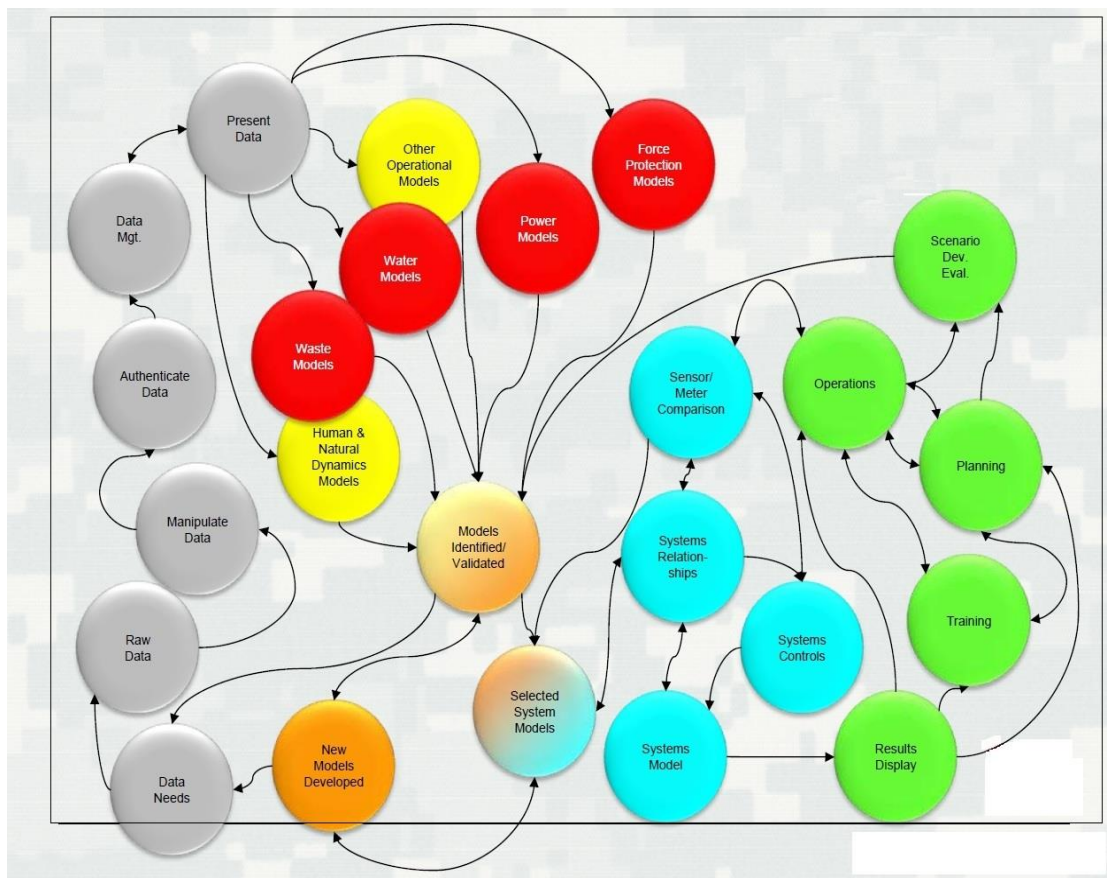 Present
Data
Other
Operational
Models
Force
Protection
Models
Data
Mgt.
Power
Models
Water
Models
Scenario
Dev.
Eval.
Waste
Models
Authenticate
Data
Sensor/
Meter
Comparison
Operations
Human &
Natural
Dynamics
Models
Planning
Manipulate
Data
Models
Identified/
Validated
Systems
Relation-
ships
Raw
Data
Systems
Controls
Training
Selected
System
Models
Data
Needs
New
Models
Developed
Systems
Model
Results
Display